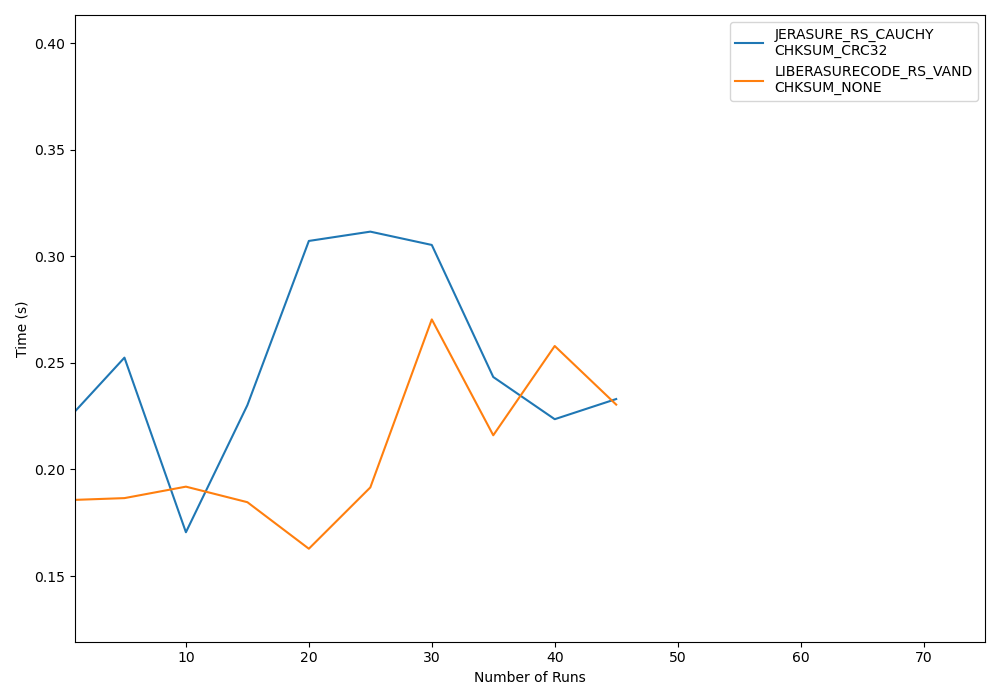 JERASURE_RS_CAUCHY
CHKSUM_CRC32
LIBERASURECODE_RS_VAND
CHKSUM_NONE
0.40
0.35
0.30
0.25
0.20
0.15
Time (s)
10 20 30 40 50 60 70
Number of Runs